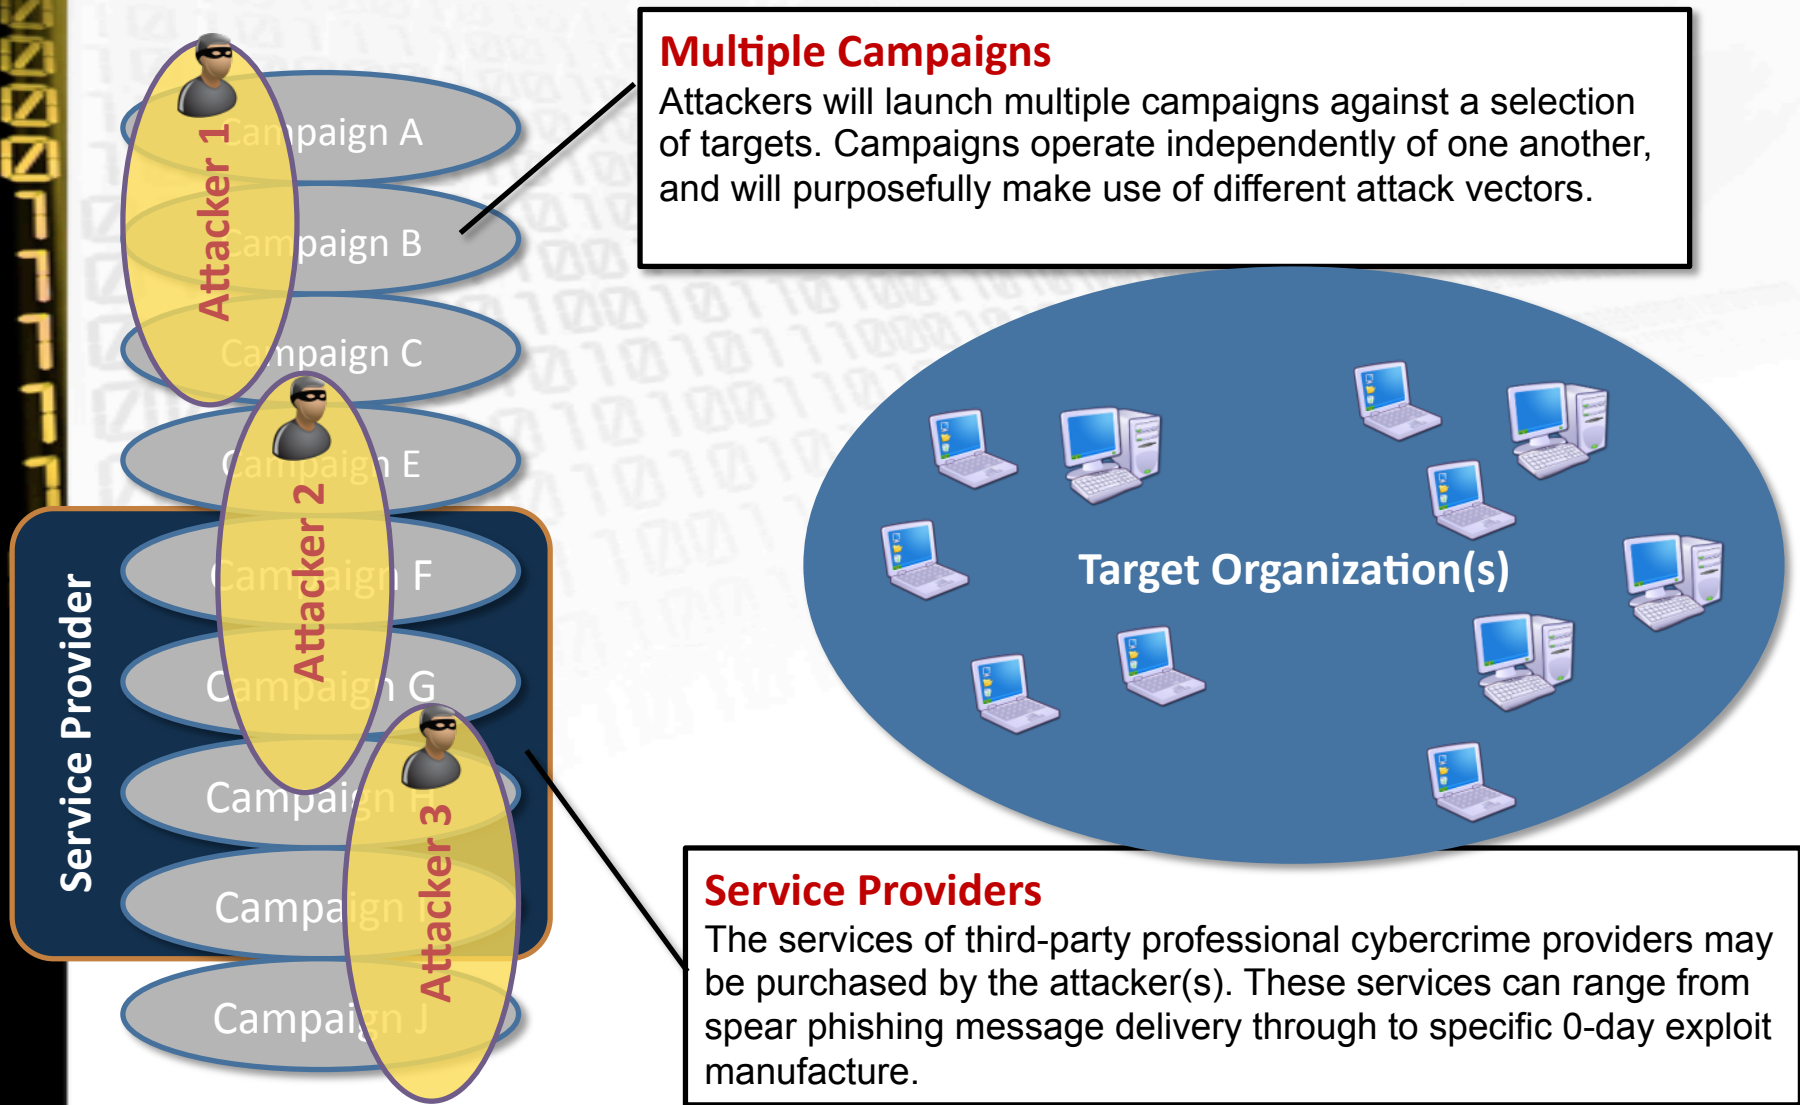 Multiple Campaigns
Attackers will launch multiple campaigns against a selection
of targets. Campaigns operate independently of one another,
and will purposefully make use of different attack vectors.
Campaign A
Campaign B
Campaign C
Campaign E
Campaign F
Campaign G
Campaign H
Campaign I
Campaign J
Attacker 1
Attacker 2
Attacker 3
Service Provider
Target Organization(s)
Service Providers
The services of third-party professional cybercrime providers may
be purchased by the attacker(s). These services can range from
spear phishing message delivery through to specific 0-day exploit
manufacture.